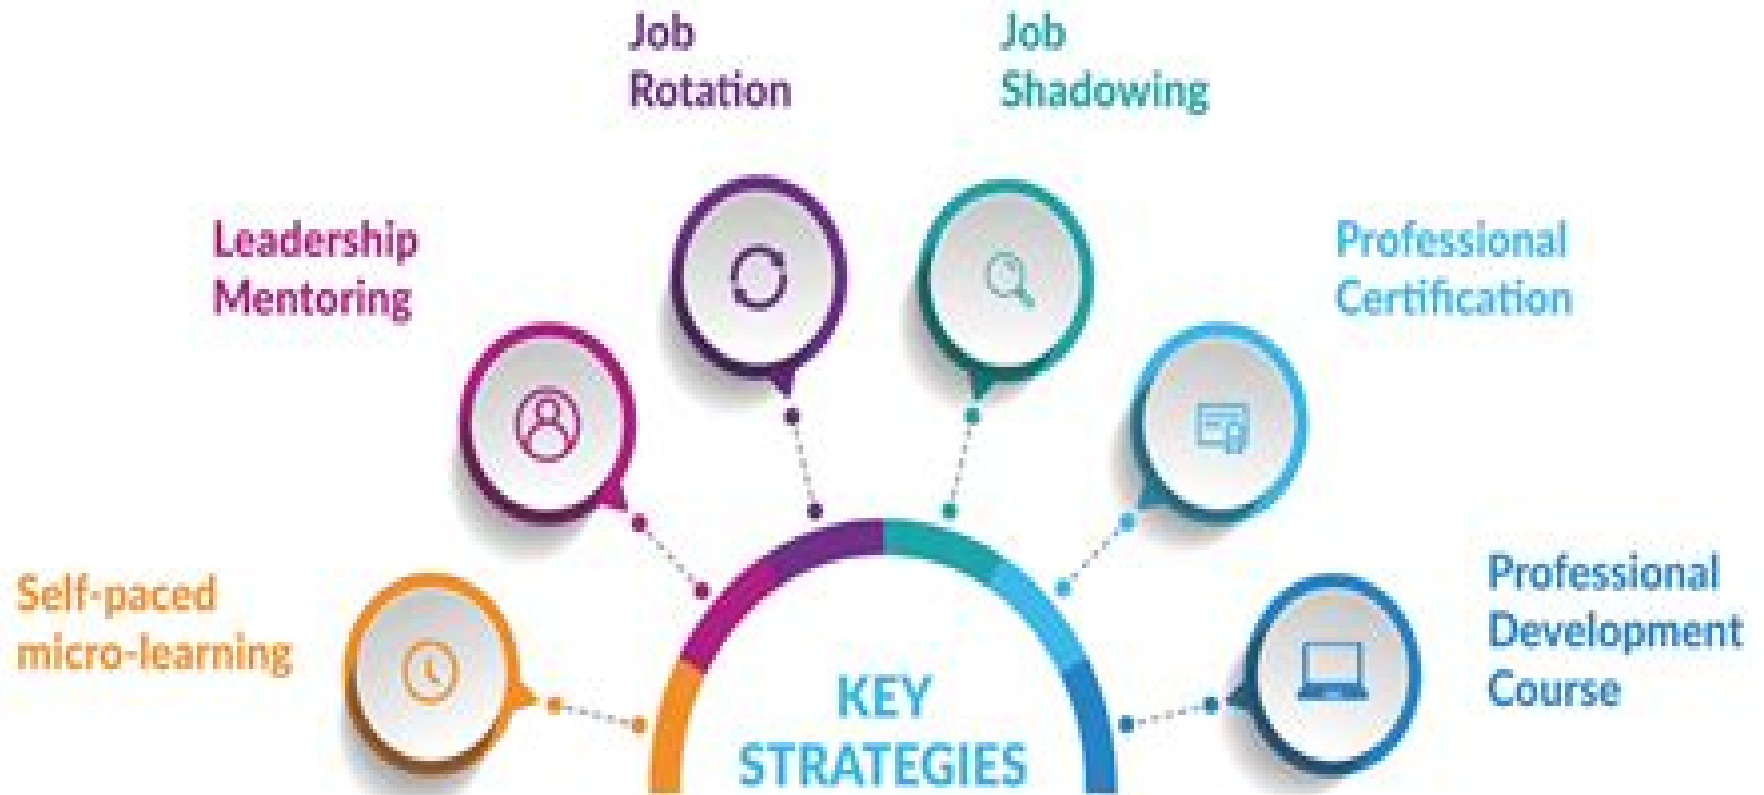 Job
Rotation
Job
Shadowing
Leadership
Mentoring
Professional
Certification
Self-paced
micro-learning
Professional
Development
Course
KEY
STRATEGIES